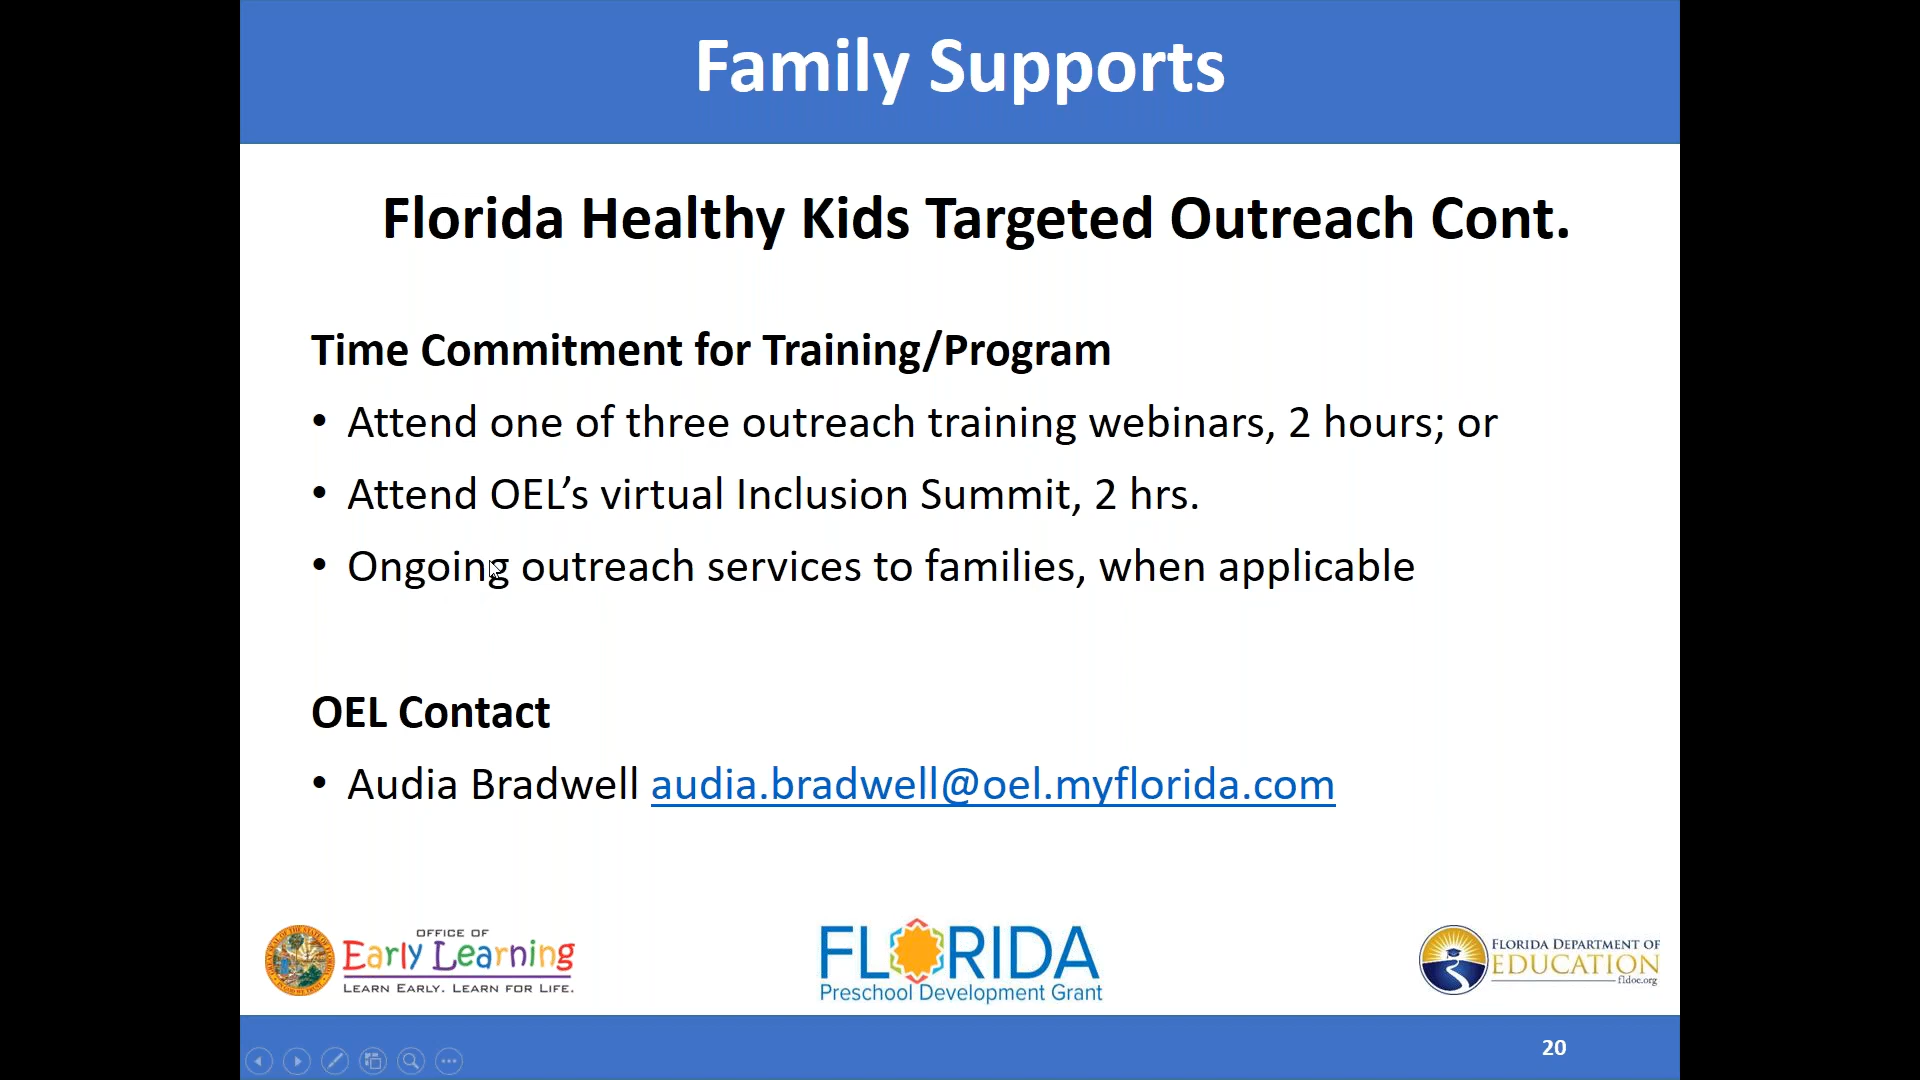 Family Supports
Florida Healthy Kids Targeted Outreach Cont.
Time Commitment for Training/Program
• Attend one of three outreach training webinars, 2 hours; or
• Attend OEL’s virtual Inclusion Summit, 2 hrs.
• Ongoing outreach services to families, when applicable
OEL Contact
• Audia Bradwell audia.bradwell@oel.myflorida.com
OFFICE OF
Early Learning
LEARN EARLY. LEARN FOR LIFE.
FLORIDA
Preschool Development Grant
FLORIDA DEPARTMENT OF
EDUCATION
fldoe.org
20